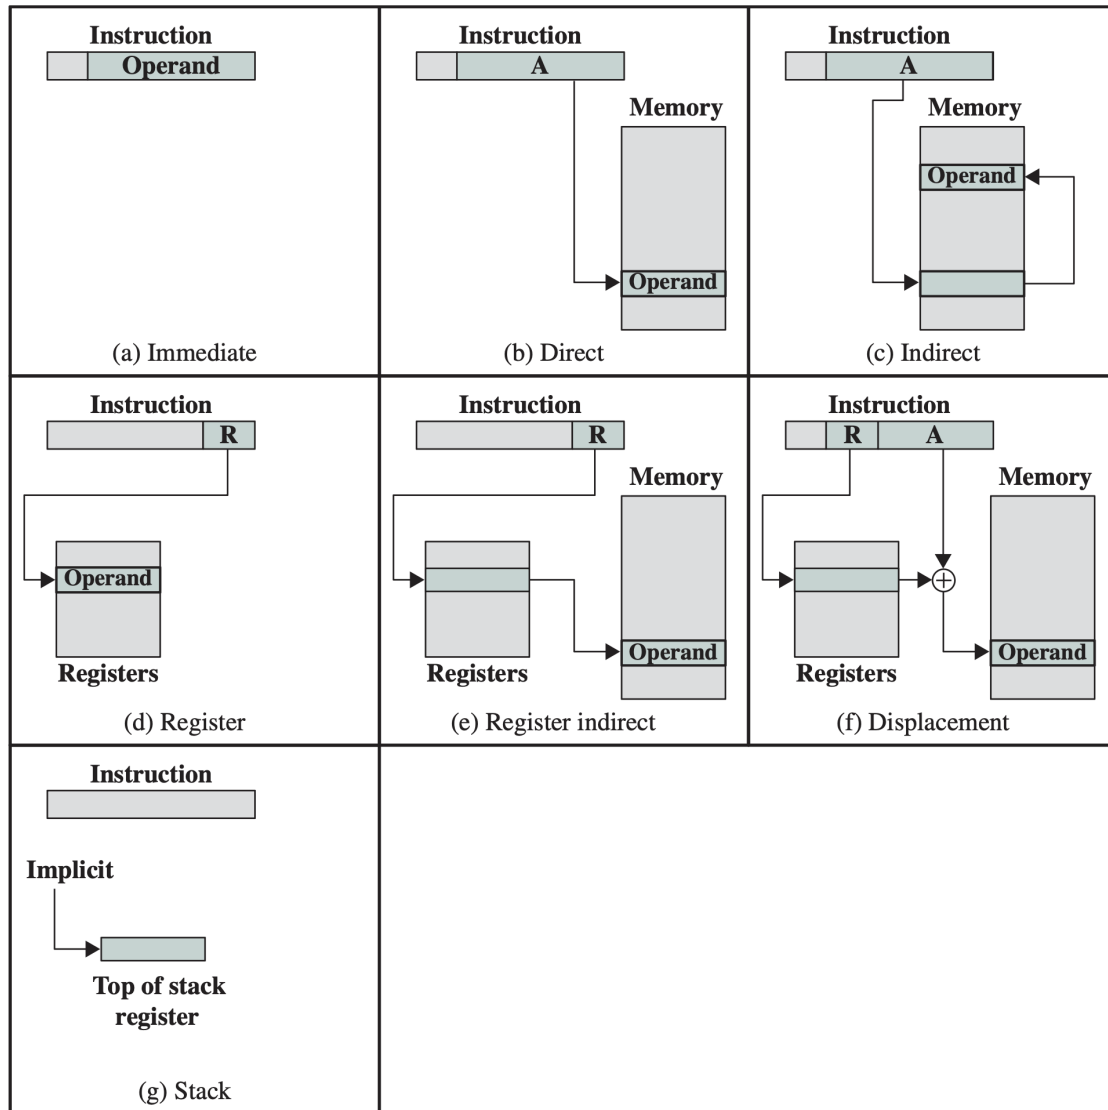 Instruction
Operand
(a) Immediate
Instruction
A
Memory
Operand
(b) Direct
Instruction
A
Memory
Operand
(c) Indirect
Instruction
R
Operand
Registers
(d) Register
Instruction
R
Memory
Operand
Registers
(e) Register indirect
Instruction
R A
Memory
Operand
Registers
(f) Displacement
Instruction
Implicit
Top of stack
register
(g) Stack